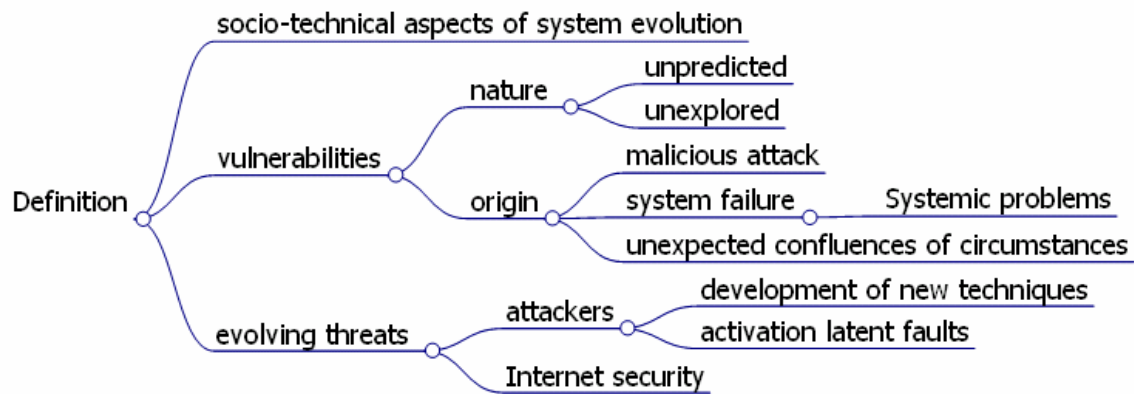 socio-technical aspects of system evolution
unpredicted
nature
unexplored
vulnerabilities
malicious attack
Definition
origin
system failure
Systemic problems
unexpected confluences of circumstances
development of new techniques
attackers
activation latent faults
evolving threats
Internet security